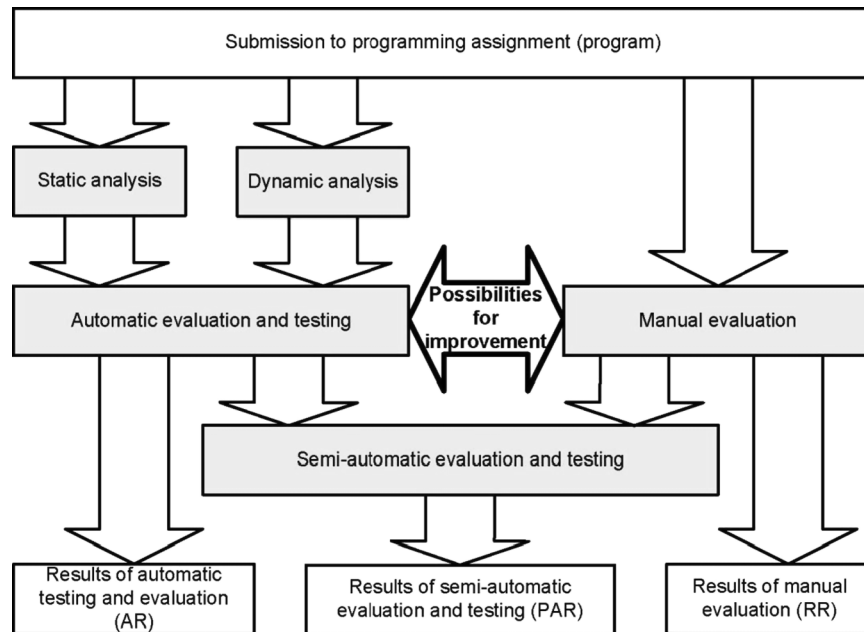 Submission to programming assignment (program)
Static analysis
Dynamic analysis
Automatic evaluation and testing
Possibilities
for
improvement
Manual evaluation
Semi-automatic evaluation and testing
Results of automatic
testing and evaluation
(AR)
Results of semi-automatic
evaluation and testing (PAR)
Results of manual
evaluation (RR)